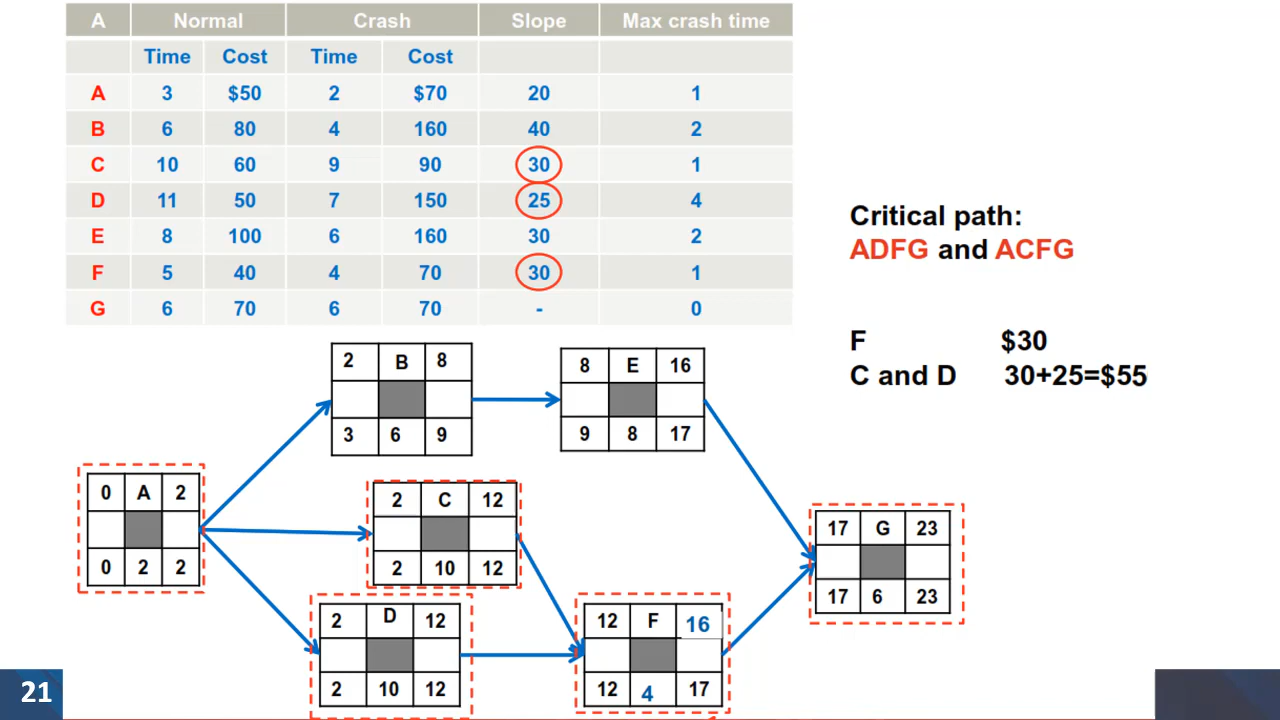 A Normal Crash Slope Max crash time
Time Cost Time Cost
A 3 $50 2 $70 20 1
B 6 80 4 160 40 2
C 10 60 9 90 30 1
D 11 50 7 150 25 4
E 8 100 6 160 30 2
F 5 40 4 70 30 1
G 6 70 6 70 - 0
Critical path:
ADFG and ACFG
F $30
C and D 30+25=$55
2 B 8
3 6 9
8 E 16
9 8 17
0 A 2
0 2 2
2 C 12
2 10 12
2 D 12
2 10 12
12 F 16
12 4 17
17 G 23
17 6 23
21